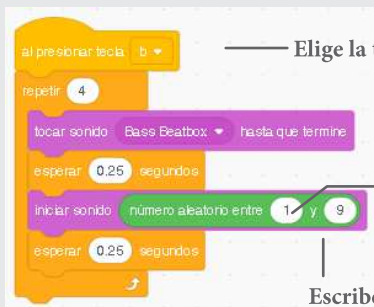 al presionar tecla b
Elige la
repetir 4
tocar sonido Bass Beatbox hasta que termine
esperar 0.25 segundos
iniciar sonido número aleatorio entre 1 y 9
esperar 0.25 segundos